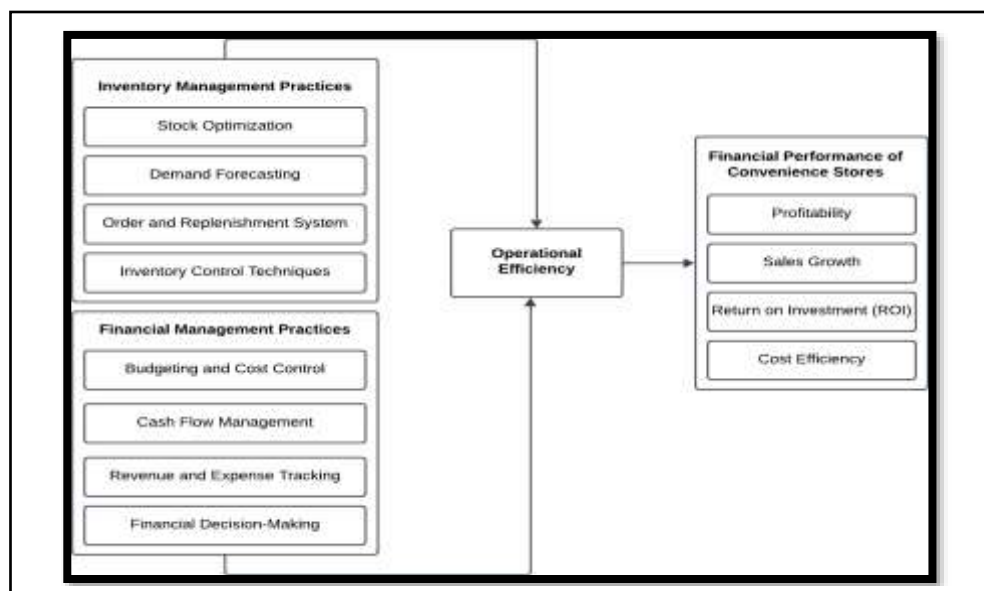 Inventory Management Practices
Stock Optimization
Demand Forecasting
Order and Replenishment System
Inventory Control Techniques
Financial Management Practices
Budgeting and Cost Control
Cash Flow Management
Revenue and Expense Tracking
Financial Decision-Making
Operational
Efficiency
Financial Performance of
Convenience Stores
Profitability
Sales Growth
Return on Investment (ROI)
Cost Efficiency